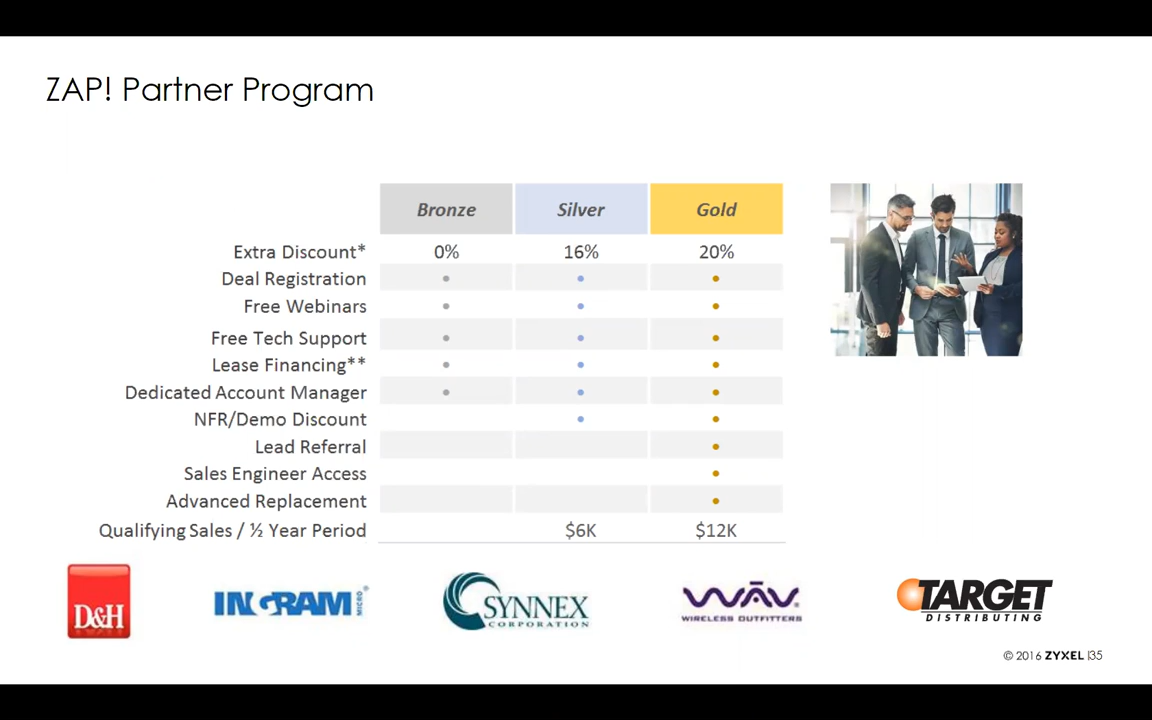 ZAP! Partner Program
Bronze Silver Gold
Extra Discount* 0% 16% 20%
Deal Registration • • •
Free Webinars • • •
Free Tech Support • • •
Lease Financing** • • •
Dedicated Account Manager • • •
NFR/Demo Discount • •
Lead Referral •
Sales Engineer Access •
Advanced Replacement •
Qualifying Sales / ½ Year Period $6K $12K
D&H
INGRAM MICRO®
SYNNEX
CORPORATION
WAV®
WIRELESS OUTFITTERS
TARGET
DISTRIBUTING
© 2016 ZYXEL |35